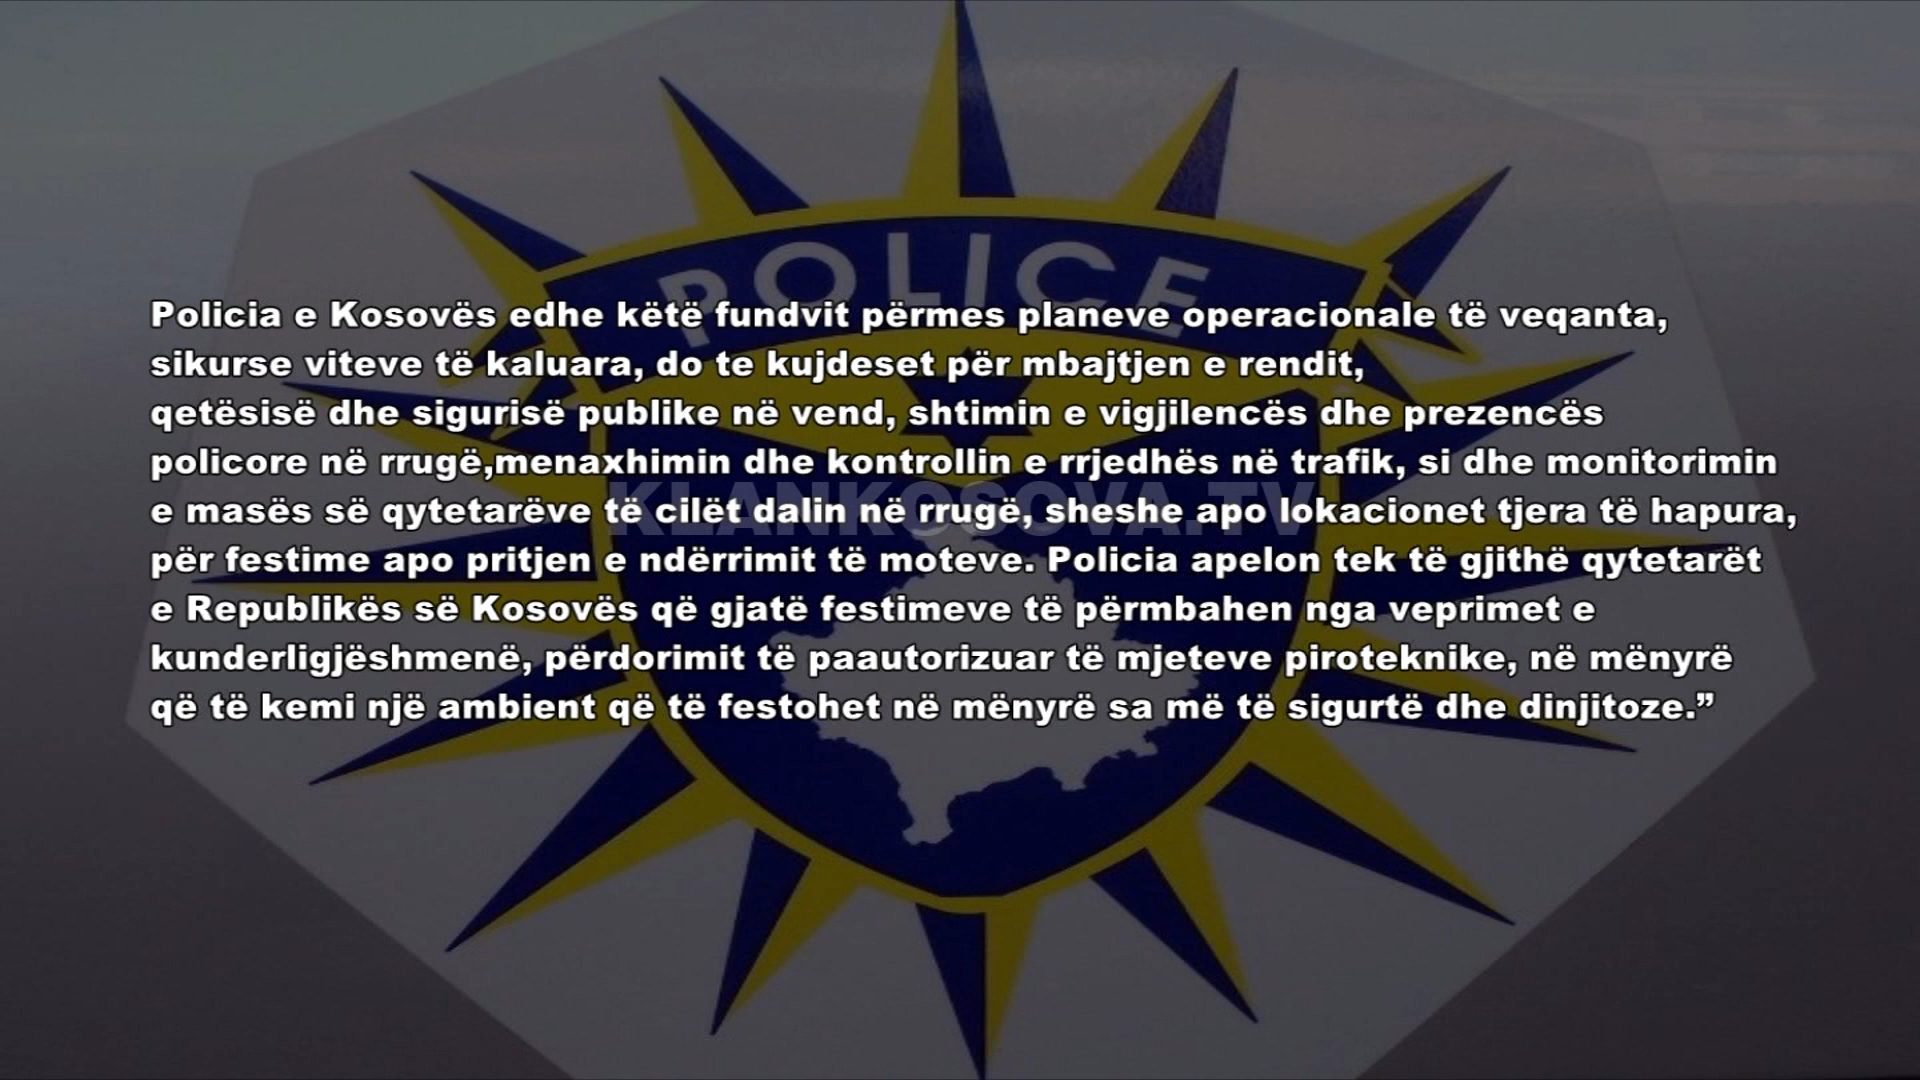 POLICE
Policia e Kosovës edhe këtë fundvit përmes planeve operacionale të veqanta,
sikurse viteve të kaluara, do te kujdeset për mbajtjen e rendit,
qetësisë dhe sigurisë publike në vend, shtimin e vigjilencës dhe prezencës
policore në rrugë,menaxhimin dhe kontrollin e rrjedhës në trafik, si dhe monitorimin
KLANKOSOVA.TV
e masës së qytetarëve të cilët dalin në rrugë, sheshe apo lokacionet tjera të hapura,
për festime apo pritjen e ndërrimit të moteve. Policia apelon tek të gjithë qytetarët
e Republikës së Kosovës që gjatë festimeve të përmbahen nga veprimet e
kunderligjëshmenë, përdorimit të paautorizuar të mjeteve piroteknike, në mënyrë
që të kemi një ambient që të festohet në mënyrë sa më të sigurtë dhe dinjitoze.”